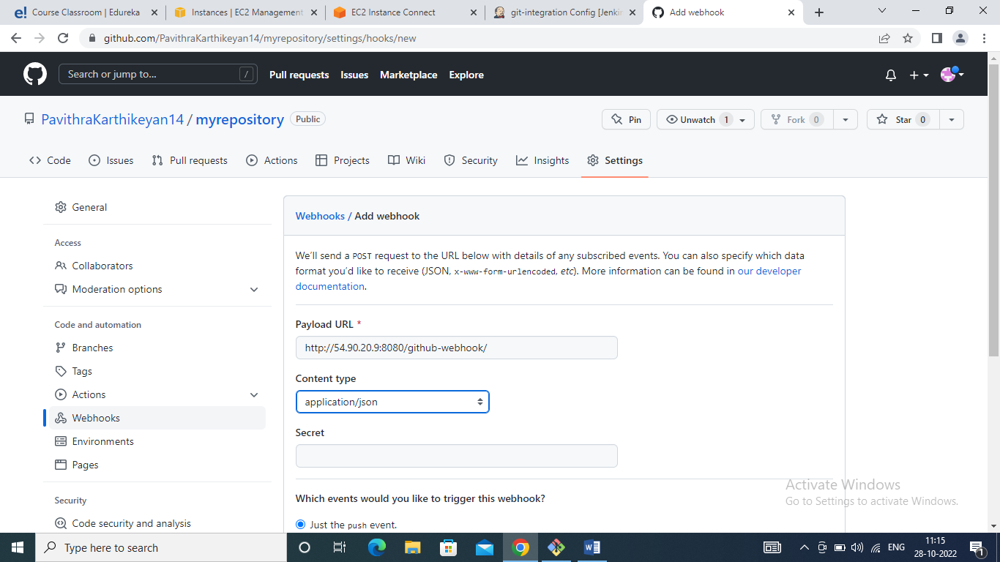 e! Course Classroom | Edureka
Instances | EC2 Management
EC2 Instance Connect
git-integration Config [Jenki
Add webhook
github.com/PavithraKarthikeyan14/myrepository/settings/hooks/new
Search or jump to...
/
Pull requests
Issues
Marketplace
Explore
PavithraKarthikeyan14 / myrepository
Public
Pin
Unwatch 1
Fork 0
Star 0
Code
Issues
Pull requests
Actions
Projects
Wiki
Security
Insights
Settings
General
Access
Collaborators
Moderation options
Code and automation
Branches
Tags
Actions
Webhooks
Environments
Pages
Security
Code security and analysis
Webhooks / Add webhook
We'll send a POST request to the URL below with details of any subscribed events. You can also specify which data
format you'd like to receive (JSON, x-www-form-urlencoded, etc). More information can be found in our developer
documentation.
Payload URL *
http://54.90.20.9:8080/github-webhook/
Content type
application/json
Secret
Which events would you like to trigger this webhook?
Just the push event.
Activate Windows
Go to Settings to activate Windows.
Type here to search
ENG
11:15
28-10-2022
1